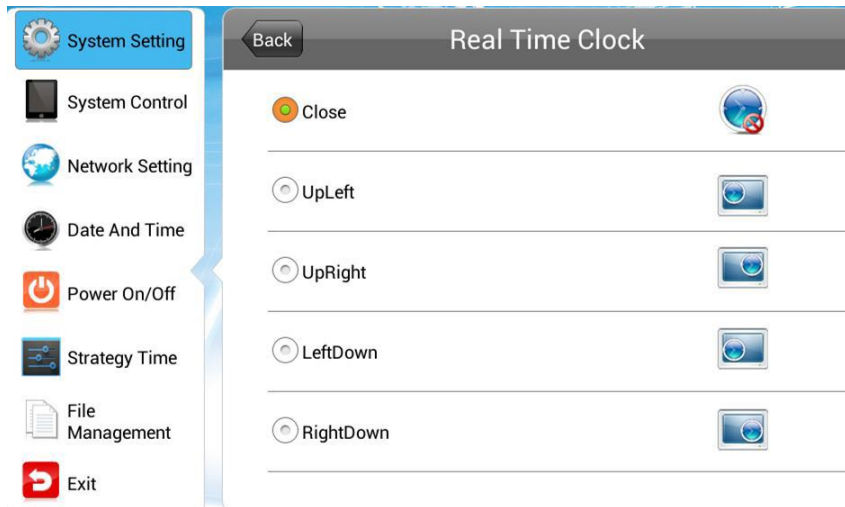 System Setting
System Control
Network Setting
Date And Time
Power On/Off
Strategy Time
File
Management
Exit
Back
Real Time Clock
Close
UpLeft
UpRight
LeftDown
RightDown